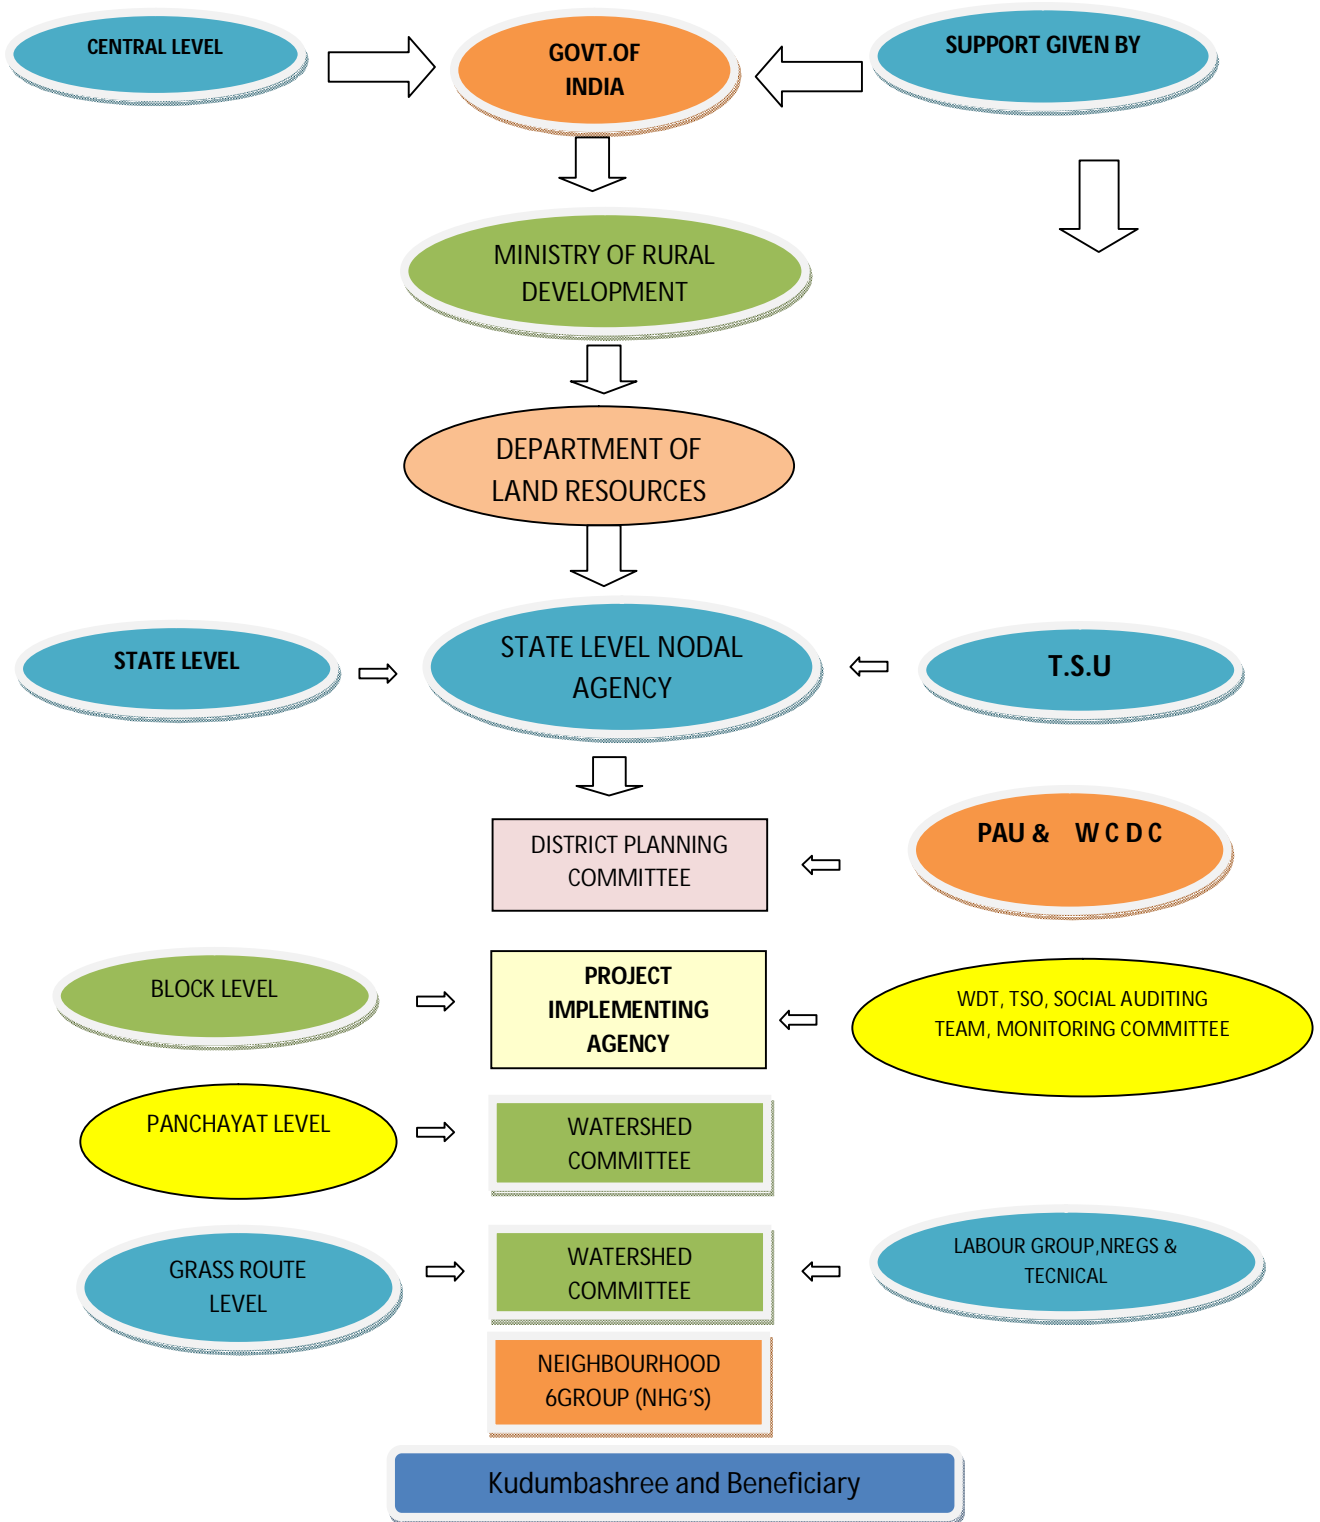 CENTRAL LEVEL
GOVT.OF
INDIA
SUPPORT GIVEN BY
MINISTRY OF RURAL
DEVELOPMENT
DEPARTMENT OF
LAND RESOURCES
STATE LEVEL
STATE LEVEL NODAL
AGENCY
T.S.U
DISTRICT PLANNING
COMMITTEE
PAU & W C D C
BLOCK LEVEL
PROJECT
IMPLEMENTING
AGENCY
WDT, TSO, SOCIAL AUDITING
TEAM, MONITORING COMMITTEE
PANCHAYAT LEVEL
WATERSHED
COMMITTEE
GRASS ROUTE
LEVEL
WATERSHED
COMMITTEE
LABOUR GROUP,NREGS &
TECNICAL
NEIGHBOURHOOD
6GROUP (NHG'S)
Kudumbashree and Beneficiary